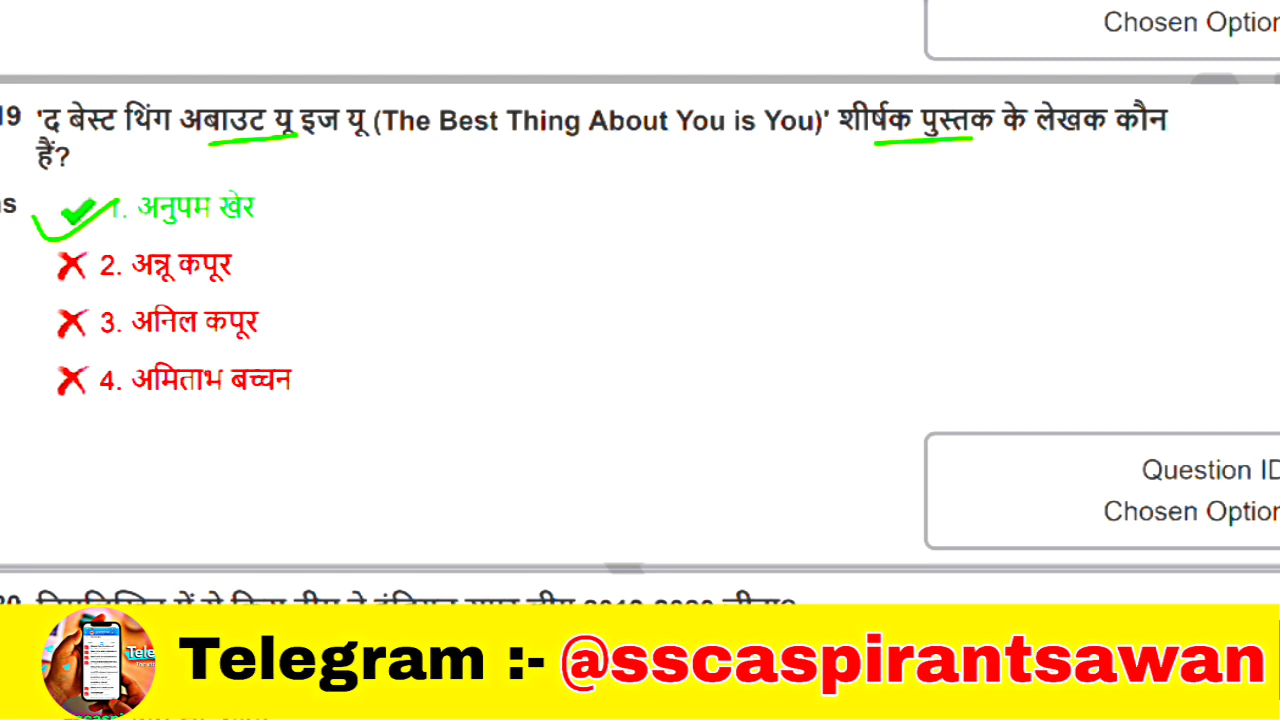 Chosen Option
19 'द बेस्ट थिंग अबाउट यू इज यू (The Best Thing About You is You)' शीर्षक पुस्तक के लेखक कौन
हैं?
1. अनुपम खेर
2. अन्नू कपूर
3. अनिल कपूर
4. अमिताभ बच्चन
Question ID
Chosen Option
Telegram :- @sscaspirantsawan